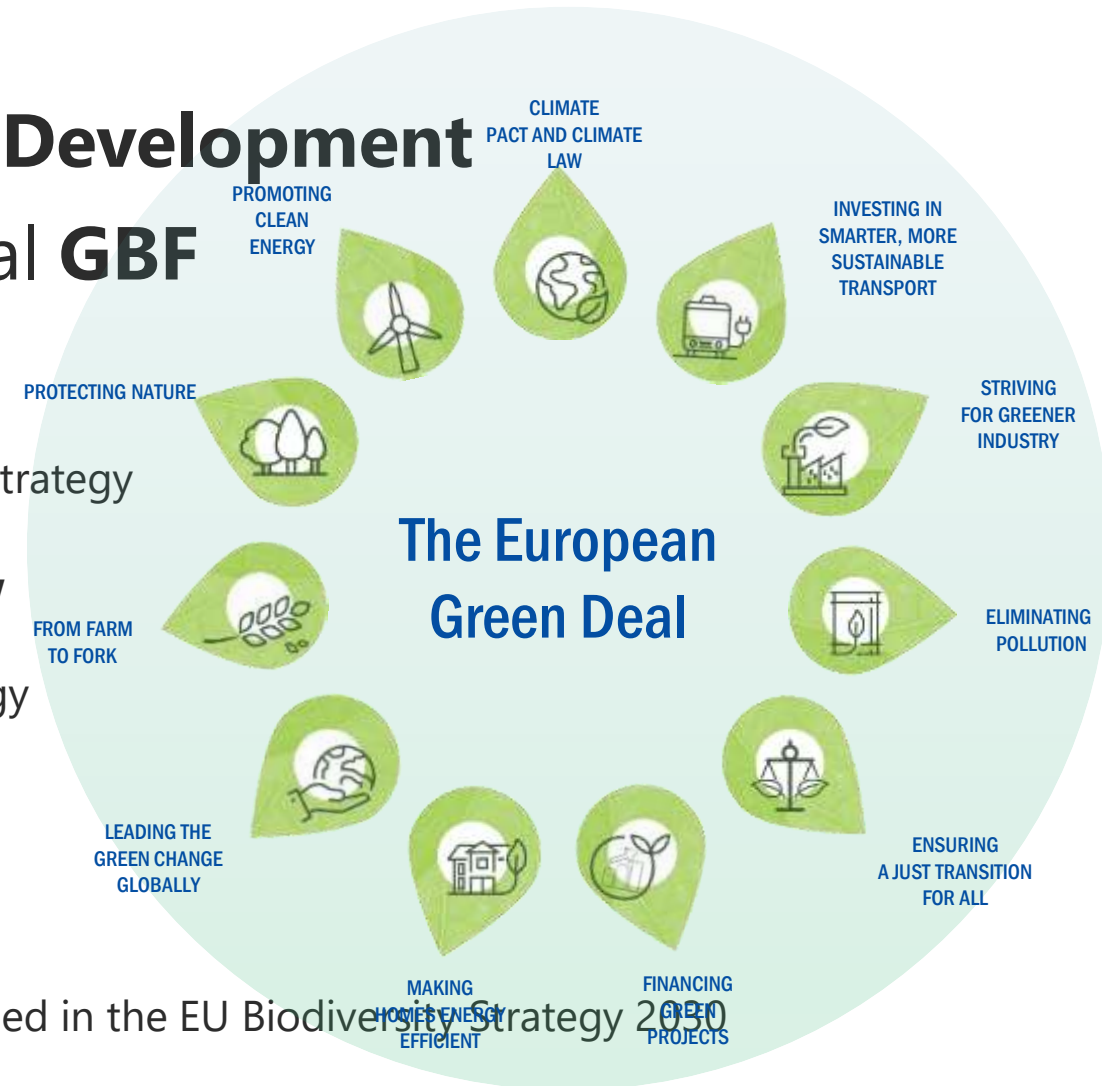 Development
al GBF
trategy
gy
ed in the EU Biodiversity Strategy 2030
CLIMATE
PACT AND CLIMATE
LAW
PROMOTING
CLEAN
ENERGY
INVESTING IN
SMARTER, MORE
SUSTAINABLE
TRANSPORT
PROTECTING NATURE
STRIVING
FOR GREENER
INDUSTRY
The European
Green Deal
FROM FARM
TO FORK
ELIMINATING
POLLUTION
LEADING THE
GREEN CHANGE
GLOBALLY
ENSURING
A JUST TRANSITION
FOR ALL
MAKING
HOMES ENERGY
EFFICIENT
FINANCING
GREEN
PROJECTS